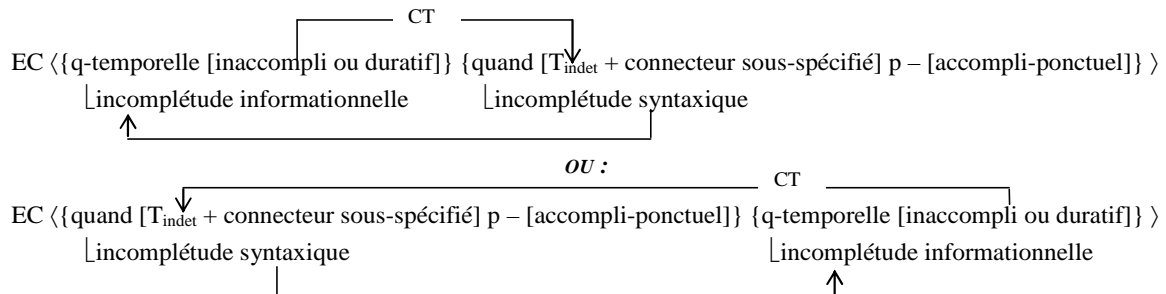 CT
EC ⟨{q-temporelle [inaccompli ou duratif]} {quand [Tindet + connecteur sous-spécifié] p – [accompli-ponctuel]} ⟩
incomplétude informationnelle incomplétude syntaxique
OU :
CT
EC ⟨{quand [Tindet + connecteur sous-spécifié] p – [accompli-ponctuel]} {q-temporelle [inaccompli ou duratif]} ⟩
incomplétude syntaxique incomplétude informationnelle